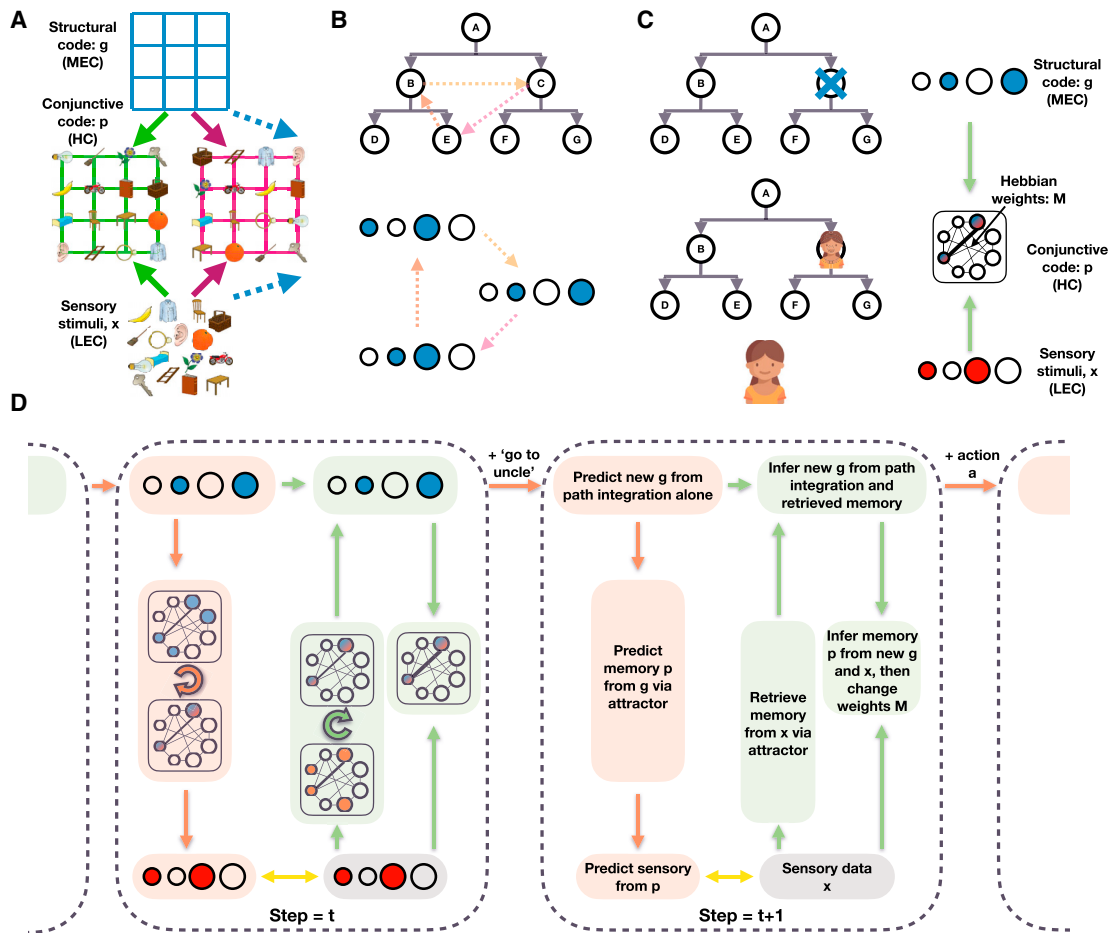 A
Structural
code: g
(MEC)
Conjunctive
code: p
(HC)
Sensory
stimuli, x
(LEC)
B
A
B
C
D
E
F
G
C
A
B
D
E
F
G
A
B
D
E
F
G
Structural
code: g
(MEC)
Hebbian
weights: M
Conjunctive
code: p
(HC)
Sensory
stimuli, x
(LEC)
D
+ ‘go to
uncle’
Predict new g from
path integration alone
Infer new g from path
integration and
retrieved memory
+ action
a
Predict
memory p
from g via
attractor
Retrieve
memory
from x via
attractor
Infer memory
p from new g
and x, then
change
weights M
Predict sensory
from p
Sensory data
x
Step = t
Step = t+1